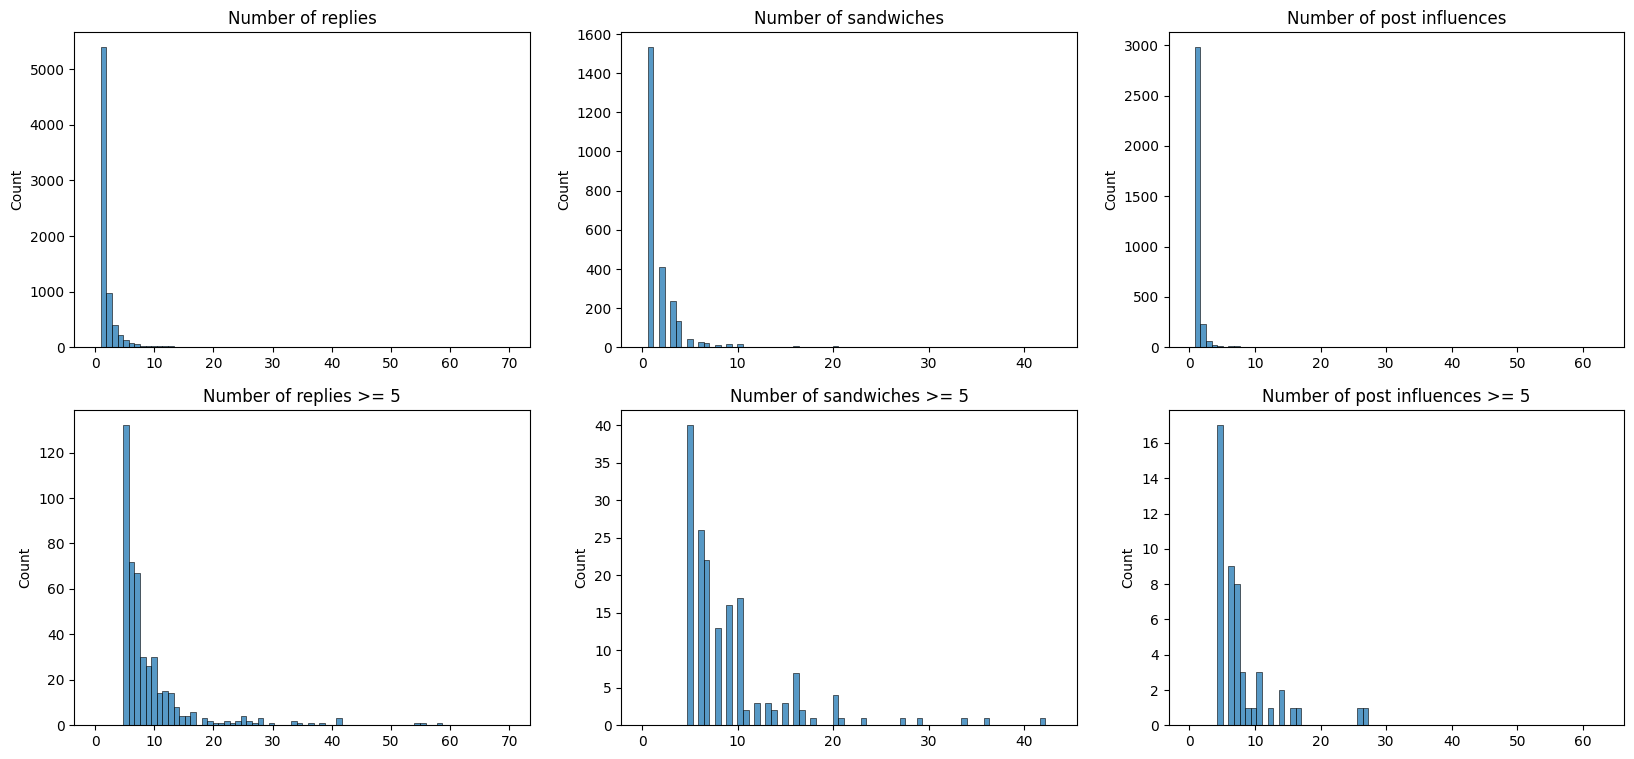 Number of replies
Count
5000
4000
3000
2000
1000
0
0 10 20 30 40 50 60 70
Number of sandwiches
Count
1600
1400
1200
1000
800
600
400
200
0
0 10 20 30 40
Number of post influences
Count
3000
2500
2000
1500
1000
500
0
0 10 20 30 40 50 60
Number of replies >= 5
Count
120
100
80
60
40
20
0
0 10 20 30 40 50 60 70
Number of sandwiches >= 5
Count
40
35
30
25
20
15
10
5
0
0 10 20 30 40
Number of post influences >= 5
Count
16
14
12
10
8
6
4
2
0
0 10 20 30 40 50 60